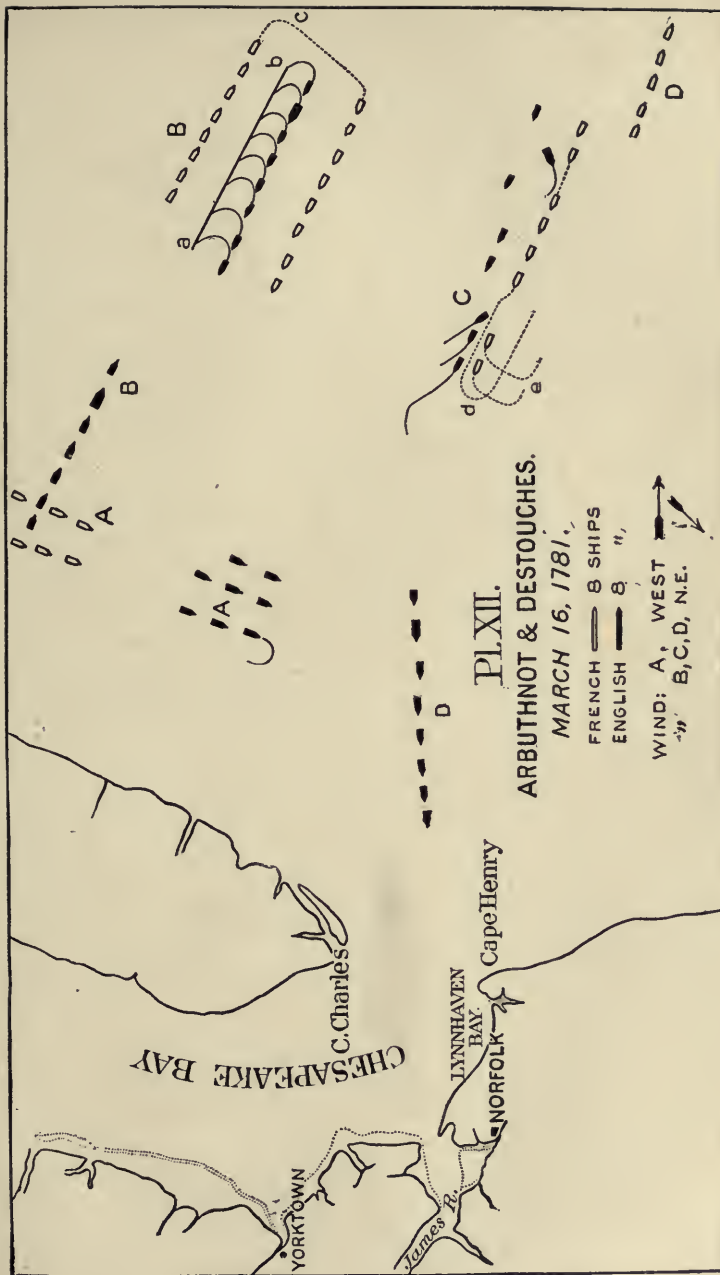 Pl. XII.
ARBUTHNOT & DESTOUCHES.
MARCH 16, 1781.
FRENCH 8 SHIPS
ENGLISH 8 "
WIND: A, WEST
" B, C, D, N.E.
CHESAPEAKE BAY
C. Charles
LYNNHAVEN
BAY.
Cape Henry
NORFOLK
YORKTOWN
James R.
A
A
B
B
a
b
c
C
d
e
D
D